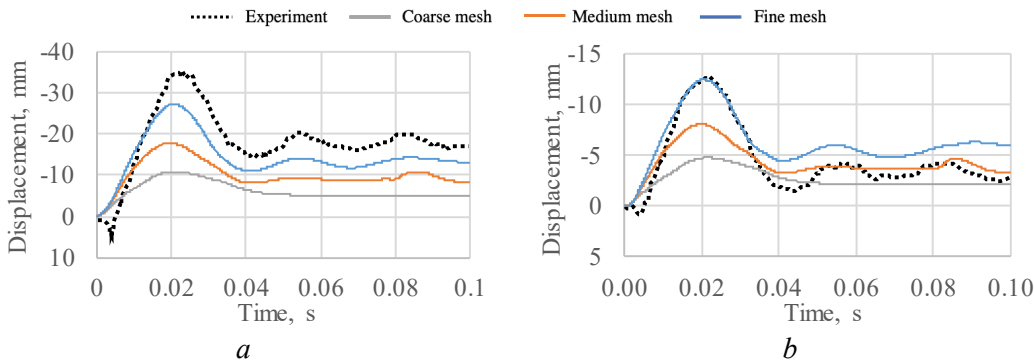 Experiment Coarse mesh Medium mesh Fine mesh
-40
-30
-20
-10
0
10
Displacement, mm
0 0.02 0.04 0.06 0.08 0.1
Time, s
a
-15
-10
-5
0
5
Displacement, mm
0.00 0.02 0.04 0.06 0.08 0.10
Time, s
b